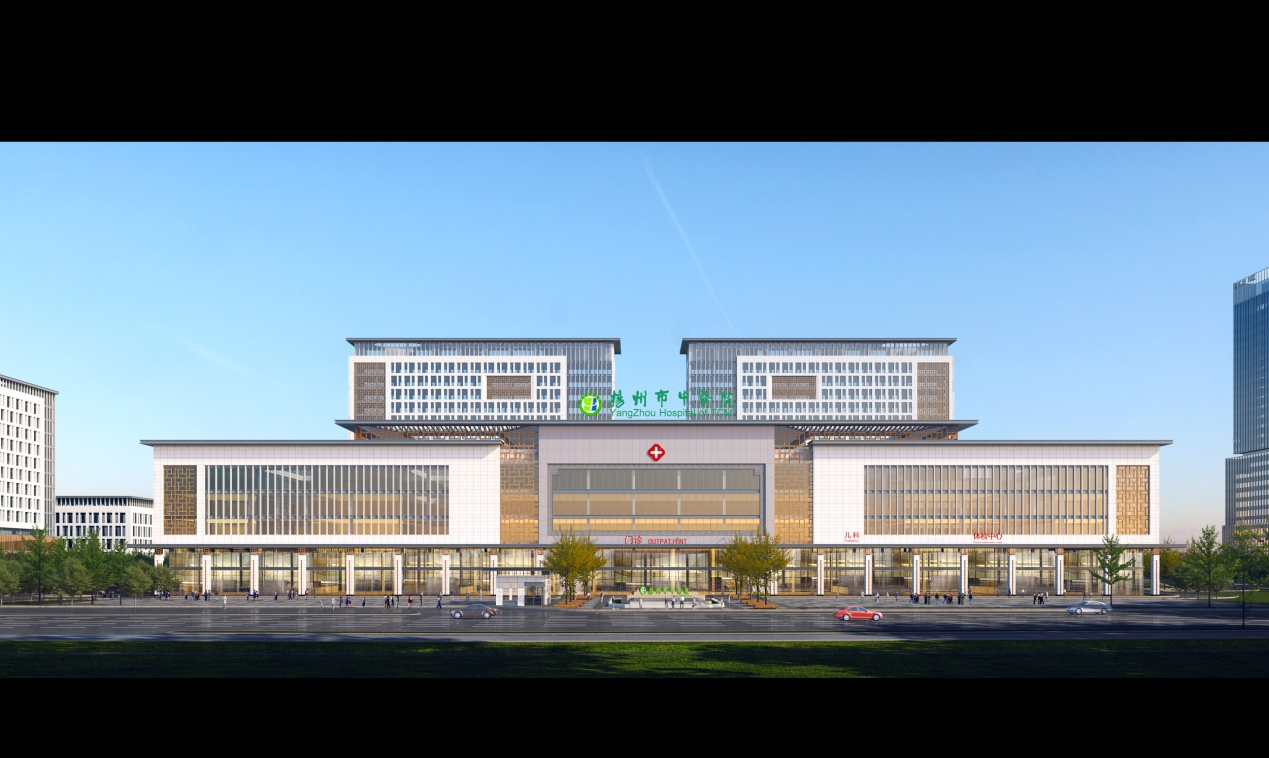 扬州市中医院
YangZhou Hospital of TCM
门诊 OUTPATIENT
儿科
体检中心